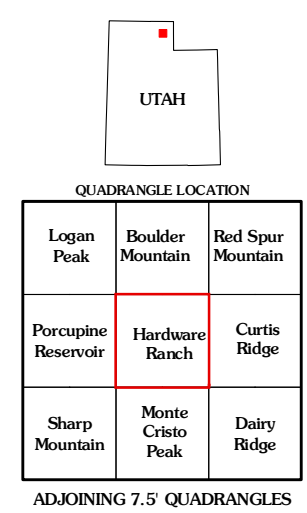 UTAH
QUADRANGLE LOCATION
Logan
Peak
Boulder
Mountain
Red Spur
Mountain
Porcupine
Reservoir
Hardware
Ranch
Curtis
Ridge
Sharp
Mountain
Monte
Cristo
Peak
Dairy
Ridge
ADJOINING 7.5' QUADRANGLES